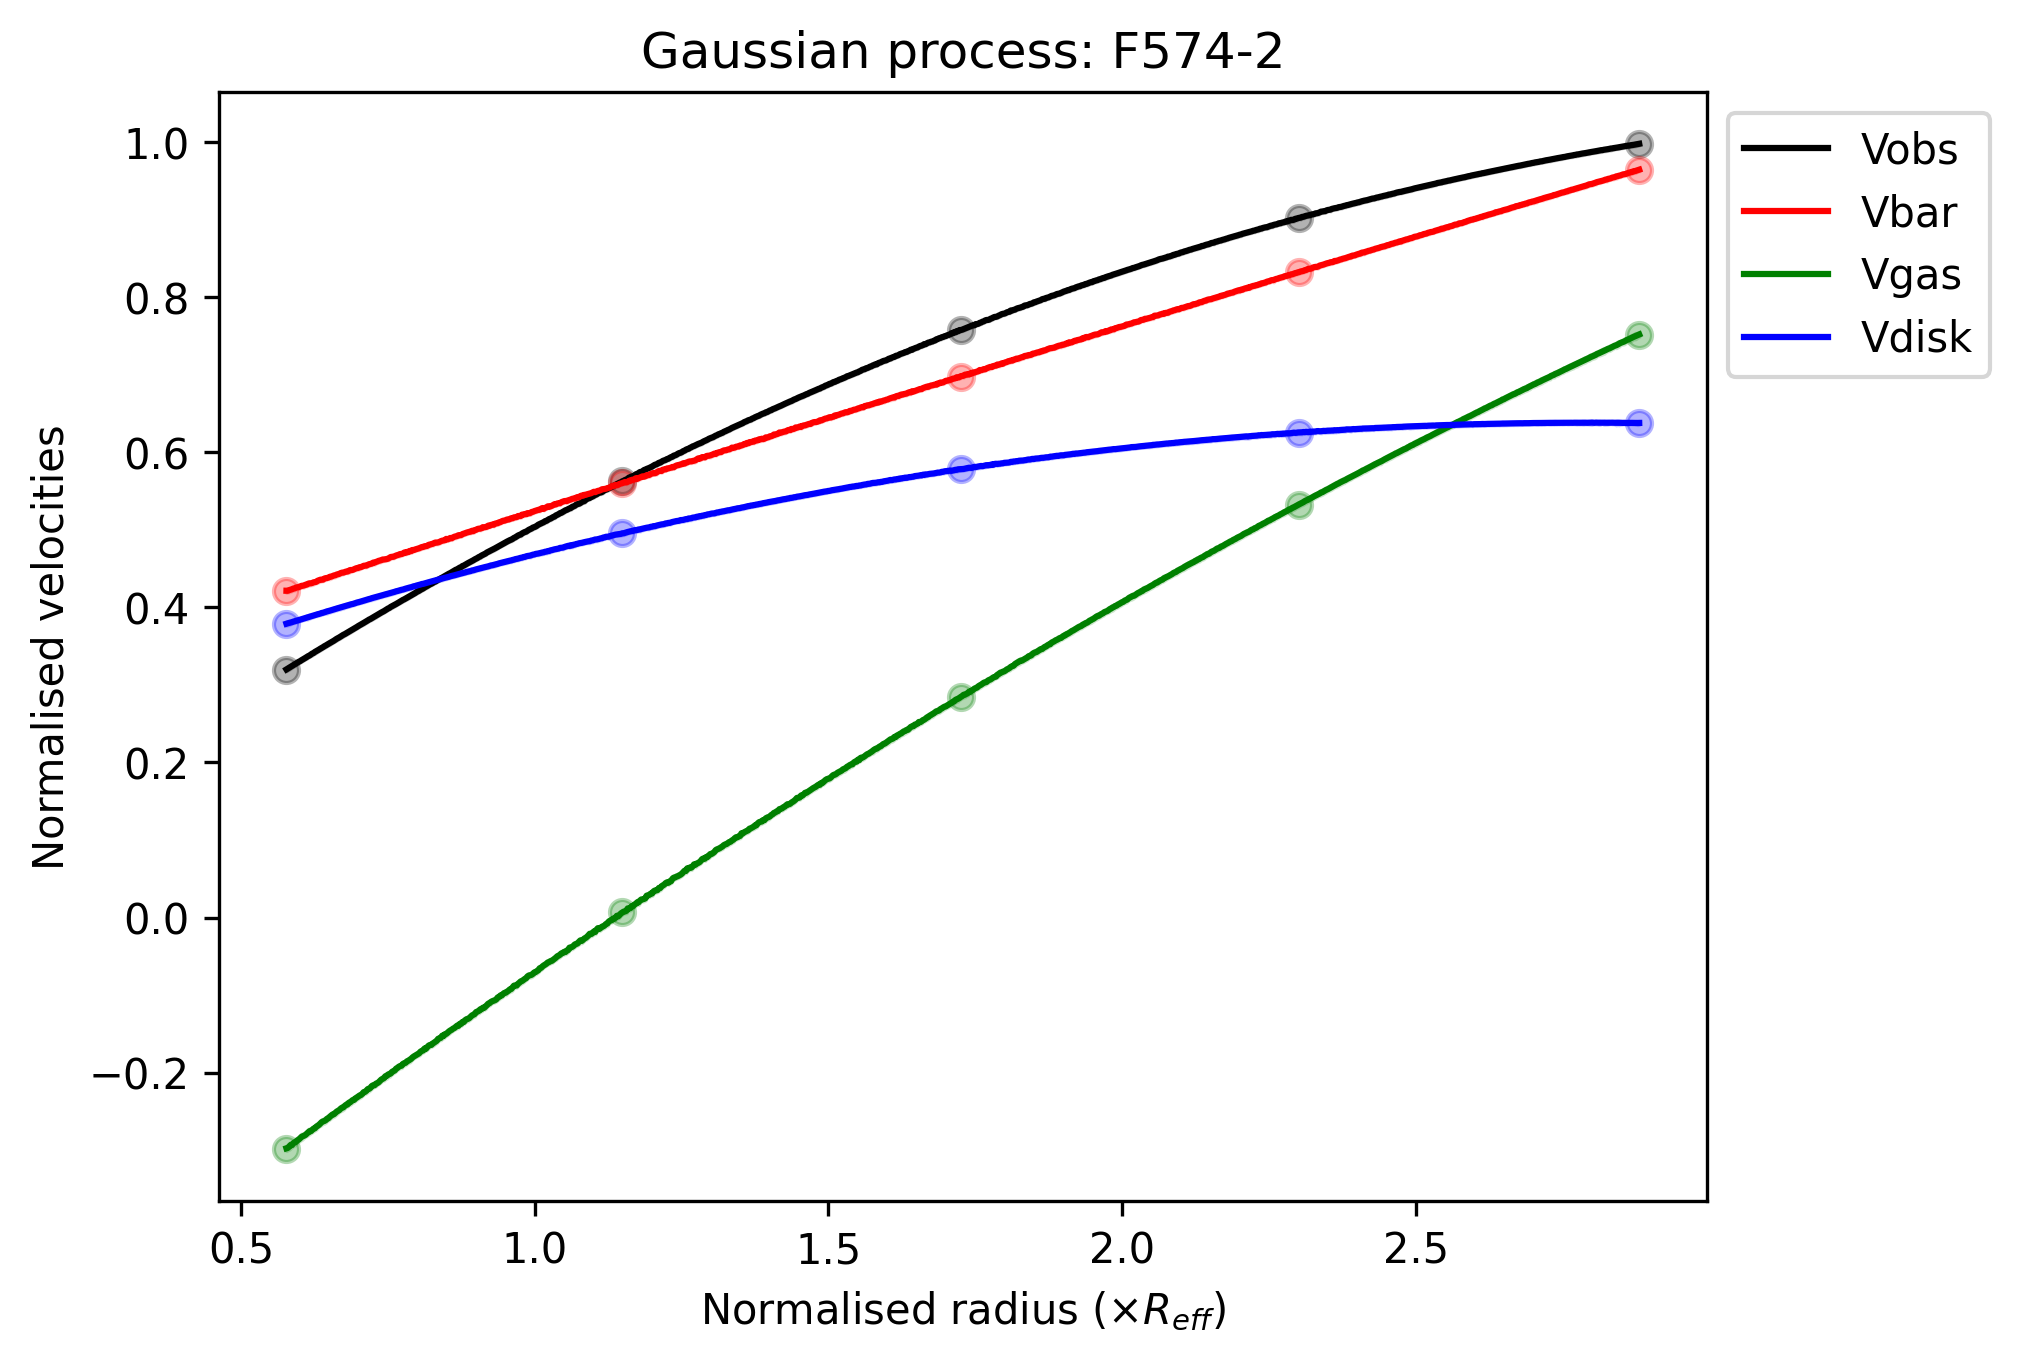 Gaussian process: F574-2
1.0
0.8
0.6
0.4
0.2
0.0
−0.2
Normalised velocities
0.5 1.0 1.5 2.0 2.5
Normalised radius (×R_eff)
Vobs
Vbar
Vgas
Vdisk